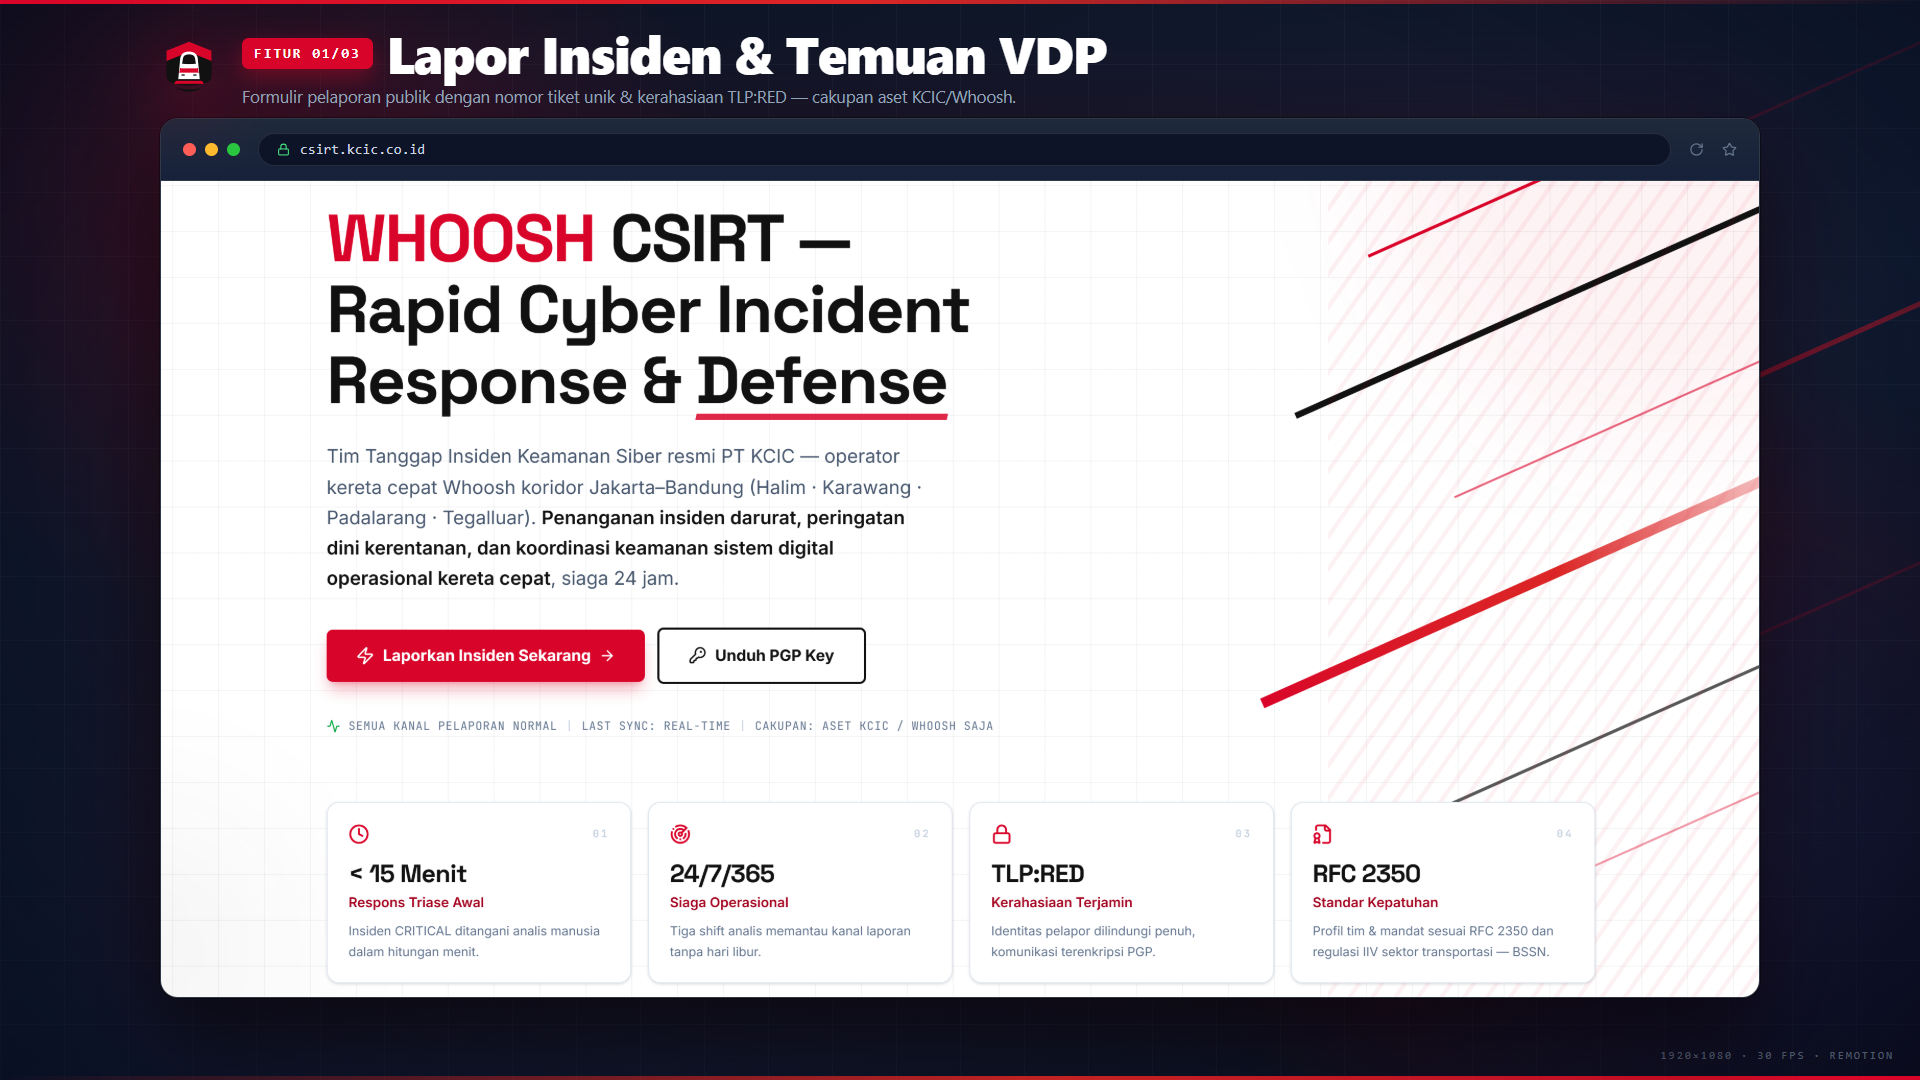 FITUR 01/03
Lapor Insiden & Temuan VDP
Formulir pelaporan publik dengan nomor tiket unik & kerahasiaan TLP:RED — cakupan aset KCIC/Whoosh.
csirt.kcic.co.id
WHOOSH CSIRT —
Rapid Cyber Incident
Response & Defense
Tim Tanggap Insiden Keamanan Siber resmi PT KCIC — operator
kereta cepat Whoosh koridor Jakarta–Bandung (Halim · Karawang ·
Padalarang · Tegalluar). Penanganan insiden darurat, peringatan
dini kerentanan, dan koordinasi keamanan sistem digital
operasional kereta cepat, siaga 24 jam.
Laporkan Insiden Sekarang →
Unduh PGP Key
SEMUA KANAL PELAPORAN NORMAL | LAST SYNC: REAL-TIME | CAKUPAN: ASET KCIC / WHOOSH SAJA
01
< 15 Menit
Respons Triase Awal
Insiden CRITICAL ditangani analis manusia
dalam hitungan menit.
02
24/7/365
Siaga Operasional
Tiga shift analis memantau kanal laporan
tanpa hari libur.
03
TLP:RED
Kerahasiaan Terjamin
Identitas pelapor dilindungi penuh,
komunikasi terenkripsi PGP.
04
RFC 2350
Standar Kepatuhan
Profil tim & mandat sesuai RFC 2350 dan
regulasi IIV sektor transportasi — BSSN.
1920×1080 · 30 FPS · REMOTION